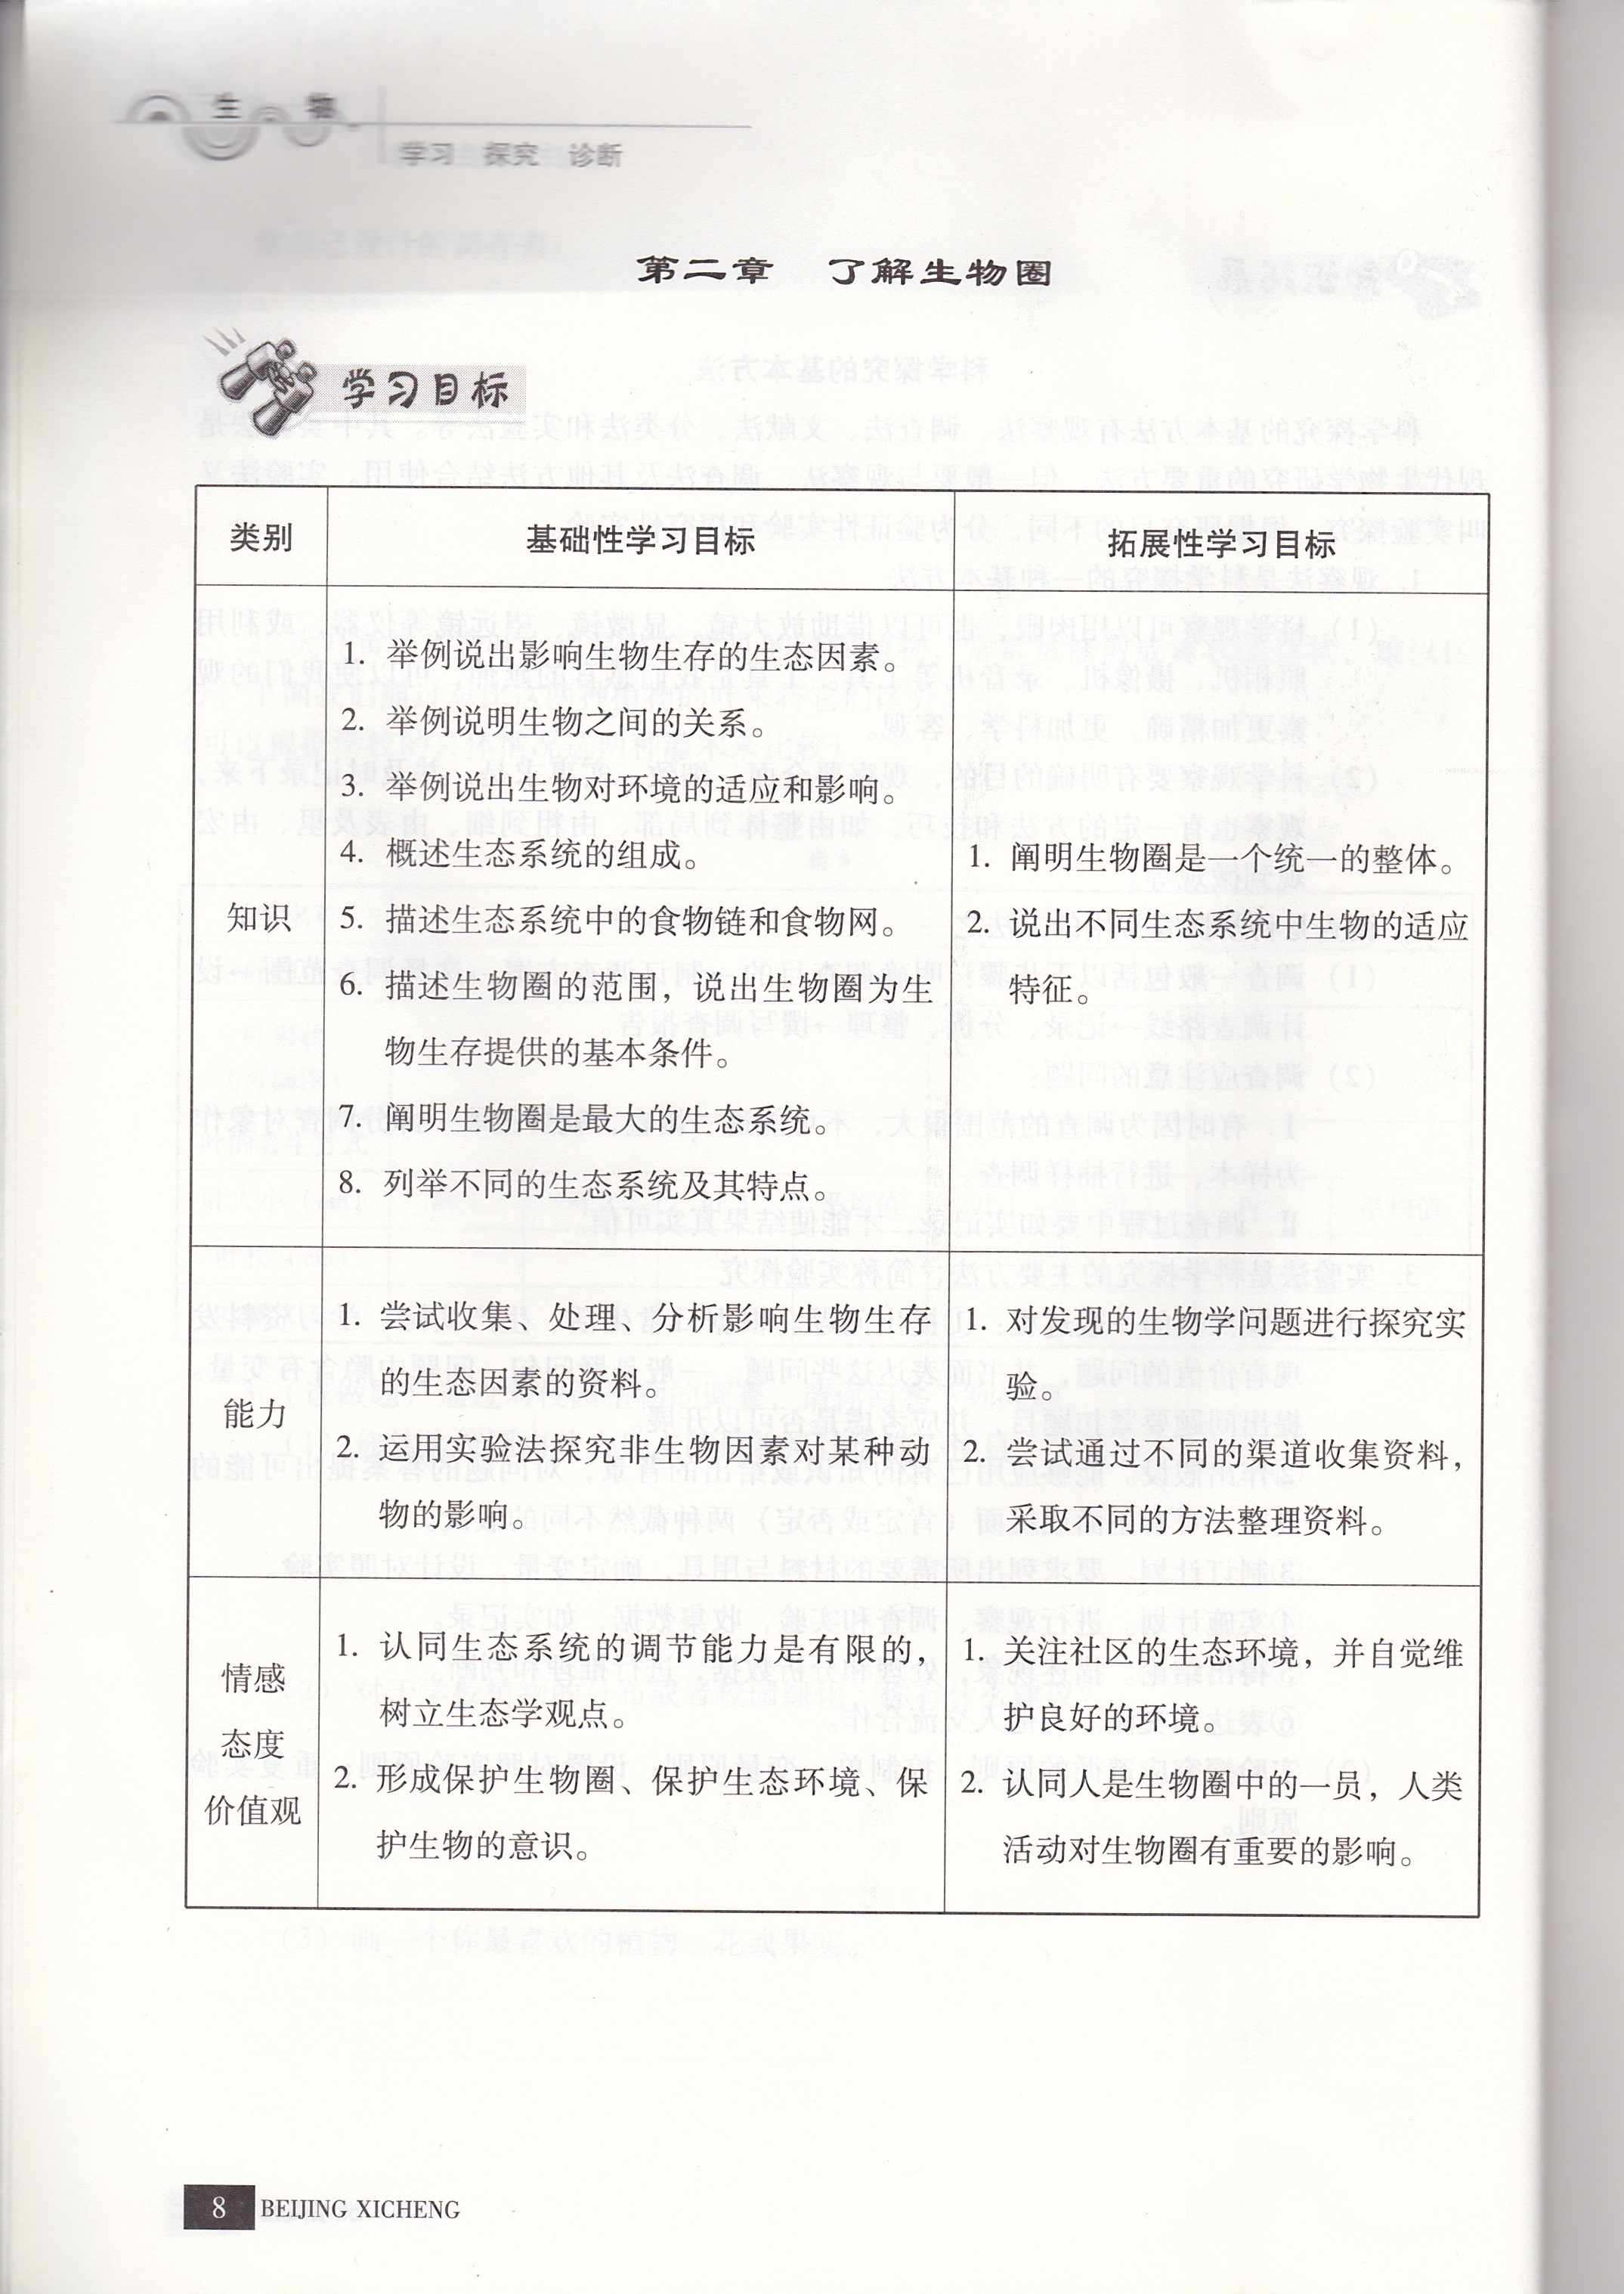 生 物
学习 探究 诊断
第二章 了解生物圈
学习目标
类别 基础性学习目标 拓展性学习目标
知识
1. 举例说出影响生物生存的生态因素。
2. 举例说明生物之间的关系。
3. 举例说出生物对环境的适应和影响。
4. 概述生态系统的组成。
5. 描述生态系统中的食物链和食物网。
6. 描述生物圈的范围，说出生物圈为生
物生存提供的基本条件。
7. 阐明生物圈是最大的生态系统。
8. 列举不同的生态系统及其特点。
1. 阐明生物圈是一个统一的整体。
2. 说出不同生态系统中生物的适应
特征。
能力
1. 尝试收集、处理、分析影响生物生存
的生态因素的资料。
2. 运用实验法探究非生物因素对某种动
物的影响。
1. 对发现的生物学问题进行探究实
验。
2. 尝试通过不同的渠道收集资料，
采取不同的方法整理资料。
情感
态度
价值观
1. 认同生态系统的调节能力是有限的，
树立生态学观点。
2. 形成保护生物圈、保护生态环境、保
护生物的意识。
1. 关注社区的生态环境，并自觉维
护良好的环境。
2. 认同人是生物圈中的一员，人类
活动对生物圈有重要的影响。
8 BEIJING XICHENG